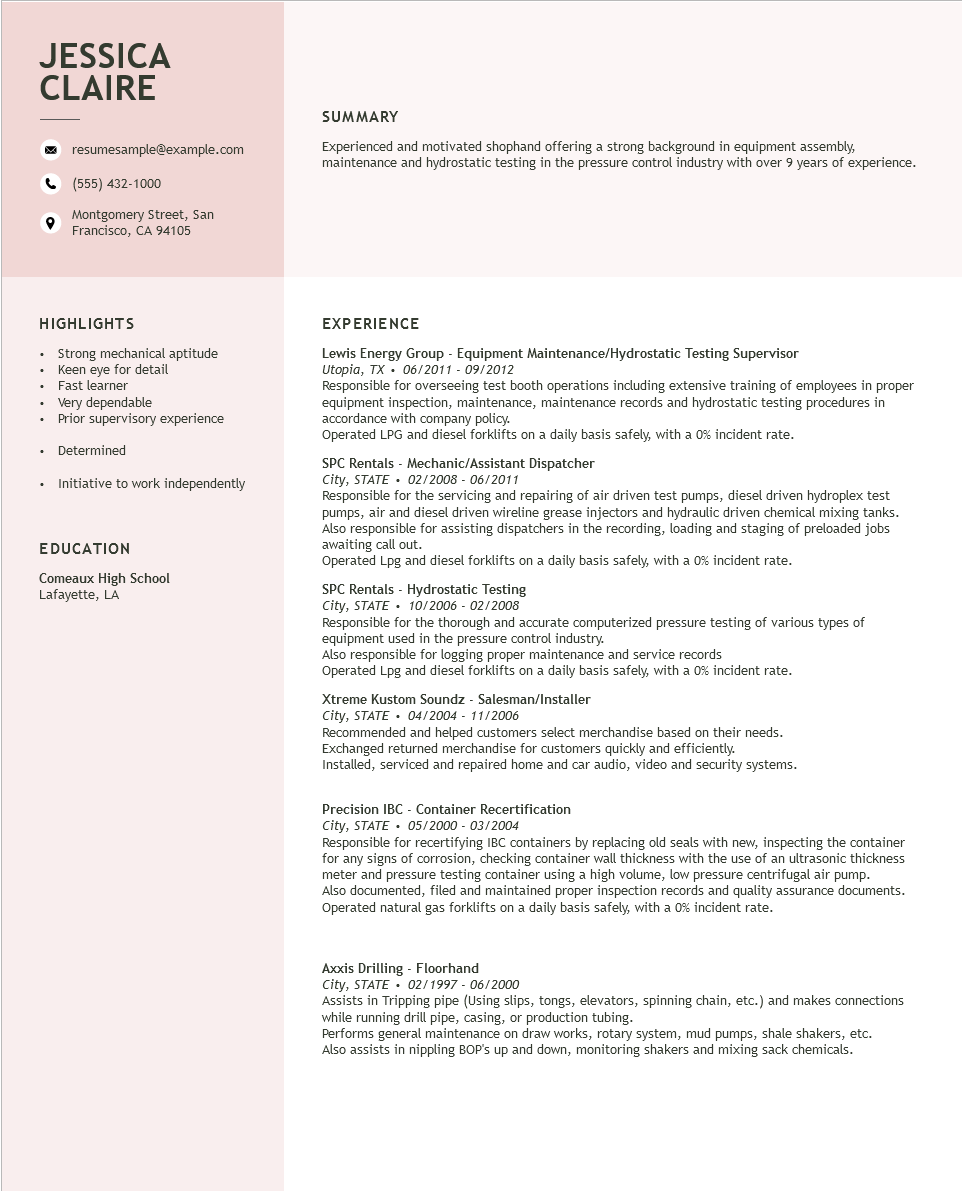 JESSICA
CLAIRE
resumesample@example.com
(555) 432-1000
Montgomery Street, San
Francisco, CA 94105
SUMMARY
Experienced and motivated shophand offering a strong background in equipment assembly,
maintenance and hydrostatic testing in the pressure control industry with over 9 years of experience.
HIGHLIGHTS
• Strong mechanical aptitude
• Keen eye for detail
• Fast learner
• Very dependable
• Prior supervisory experience
• Determined
• Initiative to work independently
EDUCATION
Comeaux High School
Lafayette, LA
EXPERIENCE
Lewis Energy Group - Equipment Maintenance/Hydrostatic Testing Supervisor
Utopia, TX • 06/2011 - 09/2012
Responsible for overseeing test booth operations including extensive training of employees in proper
equipment inspection, maintenance, maintenance records and hydrostatic testing procedures in
accordance with company policy.
Operated LPG and diesel forklifts on a daily basis safely, with a 0% incident rate.
SPC Rentals - Mechanic/Assistant Dispatcher
City, STATE • 02/2008 - 06/2011
Responsible for the servicing and repairing of air driven test pumps, diesel driven hydroplex test
pumps, air and diesel driven wireline grease injectors and hydraulic driven chemical mixing tanks.
Also responsible for assisting dispatchers in the recording, loading and staging of preloaded jobs
awaiting call out.
Operated Lpg and diesel forklifts on a daily basis safely, with a 0% incident rate.
SPC Rentals - Hydrostatic Testing
City, STATE • 10/2006 - 02/2008
Responsible for the thorough and accurate computerized pressure testing of various types of
equipment used in the pressure control industry.
Also responsible for logging proper maintenance and service records
Operated Lpg and diesel forklifts on a daily basis safely, with a 0% incident rate.
Xtreme Kustom Soundz - Salesman/Installer
City, STATE • 04/2004 - 11/2006
Recommended and helped customers select merchandise based on their needs.
Exchanged returned merchandise for customers quickly and efficiently.
Installed, serviced and repaired home and car audio, video and security systems.
Precision IBC - Container Recertification
City, STATE • 05/2000 - 03/2004
Responsible for recertifying IBC containers by replacing old seals with new, inspecting the container
for any signs of corrosion, checking container wall thickness with the use of an ultrasonic thickness
meter and pressure testing container using a high volume, low pressure centrifugal air pump.
Also documented, filed and maintained proper inspection records and quality assurance documents.
Operated natural gas forklifts on a daily basis safely, with a 0% incident rate.
Axxis Drilling - Floorhand
City, STATE • 02/1997 - 06/2000
Assists in Tripping pipe (Using slips, tongs, elevators, spinning chain, etc.) and makes connections
while running drill pipe, casing, or production tubing.
Performs general maintenance on draw works, rotary system, mud pumps, shale shakers, etc.
Also assists in nippling BOP's up and down, monitoring shakers and mixing sack chemicals.